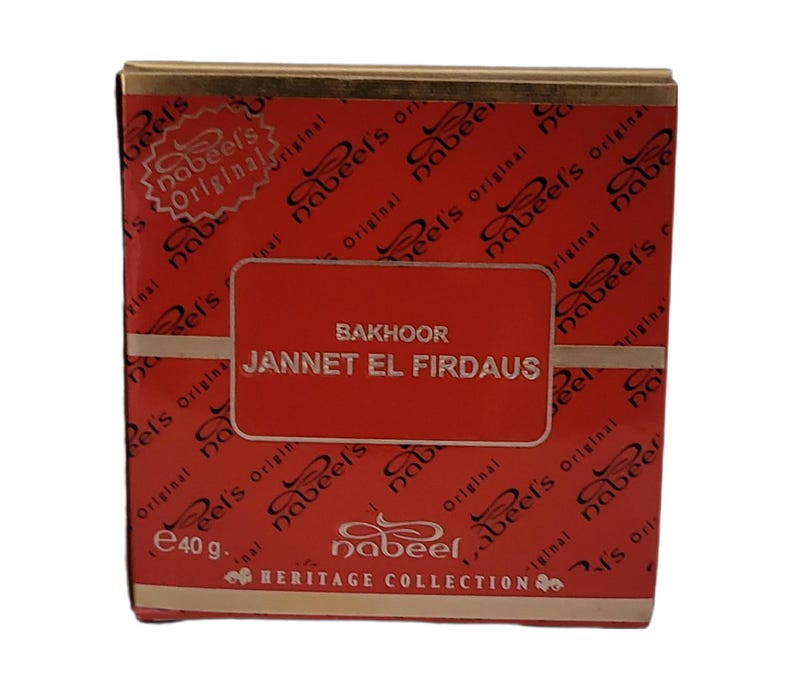 nabeel's
Original
BAKHOOR
JANNET EL FIRDAUS
℮40 g.
nabeel
HERITAGE COLLECTION